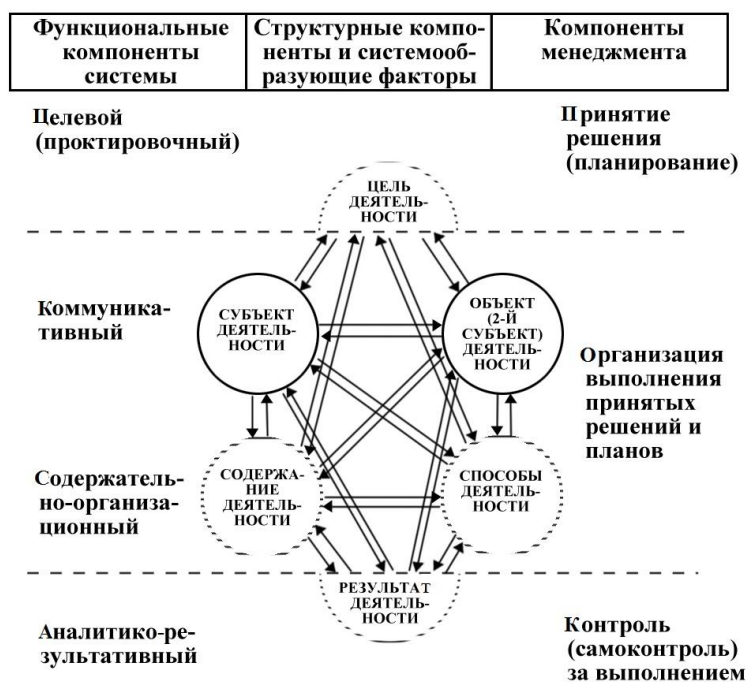 Функциональные
компоненты
системы
Структурные компо-
ненты и системооб-
разующие факторы
Компоненты
менеджмента
Целевой
(проктировочный)
Принятие
решения
(планирование)
ЦЕЛЬ
ДЕЯТЕЛЬ-
НОСТИ
Коммуника-
тивный
СУБЪЕКТ
ДЕЯТЕЛЬ-
НОСТИ
ОБЪЕКТ
(2-Й
СУБЪЕКТ)
ДЕЯТЕЛЬ-
НОСТИ
Организация
выполнения
принятых
решений и
планов
Содержатель-
но-организа-
ционный
СОДЕРЖА-
НИЕ
ДЕЯТЕЛЬ-
НОСТИ
СПОСОБЫ
ДЕЯТЕЛЬ-
НОСТИ
РЕЗУЛЬТАТ
ДЕЯТЕЛЬ-
НОСТИ
Аналитико-ре-
зультативный
Контроль
(самоконтроль)
за выполнением